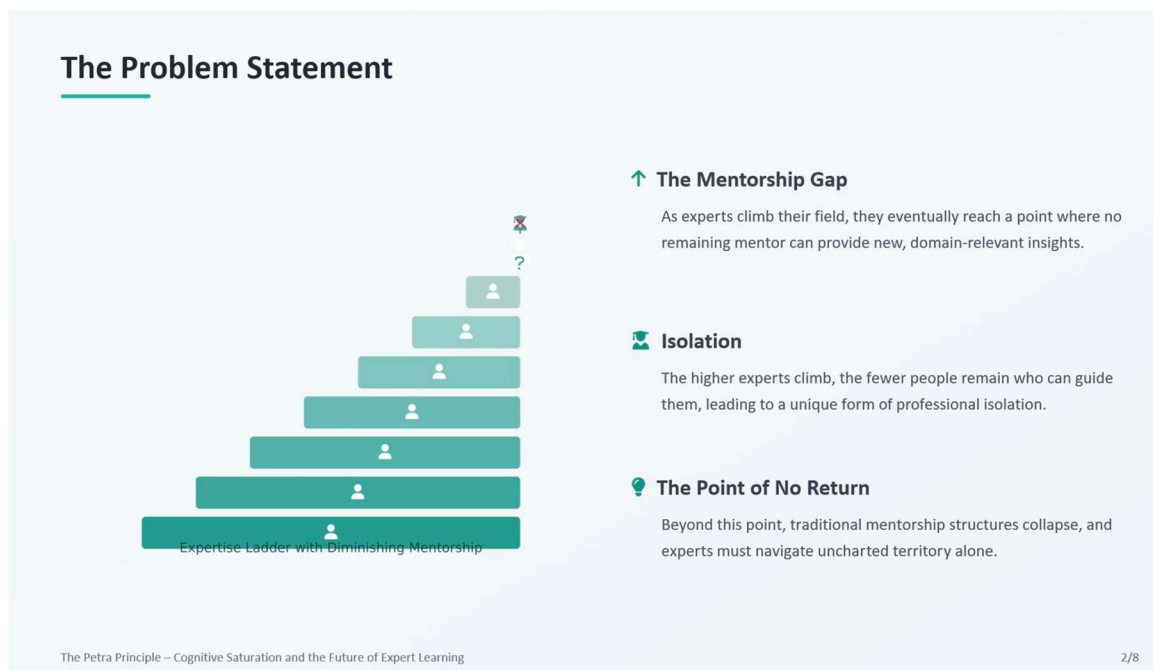 The Problem Statement
?
Expertise Ladder with Diminishing Mentorship
The Mentorship Gap
As experts climb their field, they eventually reach a point where no
remaining mentor can provide new, domain-relevant insights.
Isolation
The higher experts climb, the fewer people remain who can guide
them, leading to a unique form of professional isolation.
The Point of No Return
Beyond this point, traditional mentorship structures collapse, and
experts must navigate uncharted territory alone.
The Petra Principle – Cognitive Saturation and the Future of Expert Learning
2/8